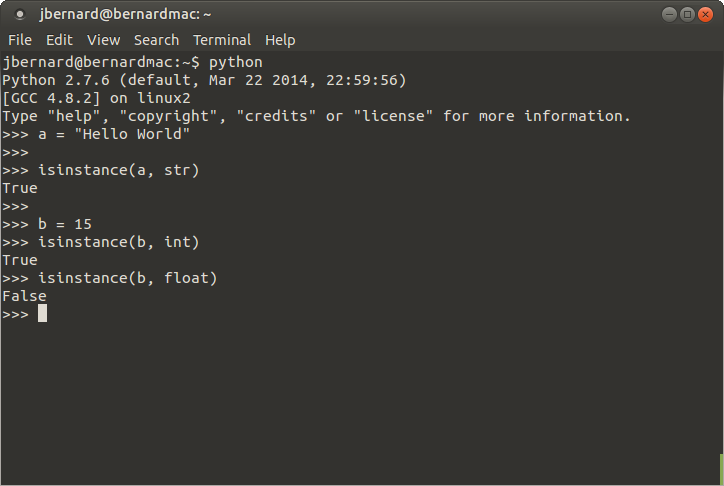 jbernard@bernardmac: ~
File Edit View Search Terminal Help
jbernard@bernardmac:~$ python
Python 2.7.6 (default, Mar 22 2014, 22:59:56)
[GCC 4.8.2] on linux2
Type "help", "copyright", "credits" or "license" for more information.
>>> a = "Hello World"
>>>
>>> isinstance(a, str)
True
>>>
>>> b = 15
>>> isinstance(b, int)
True
>>> isinstance(b, float)
False
>>>